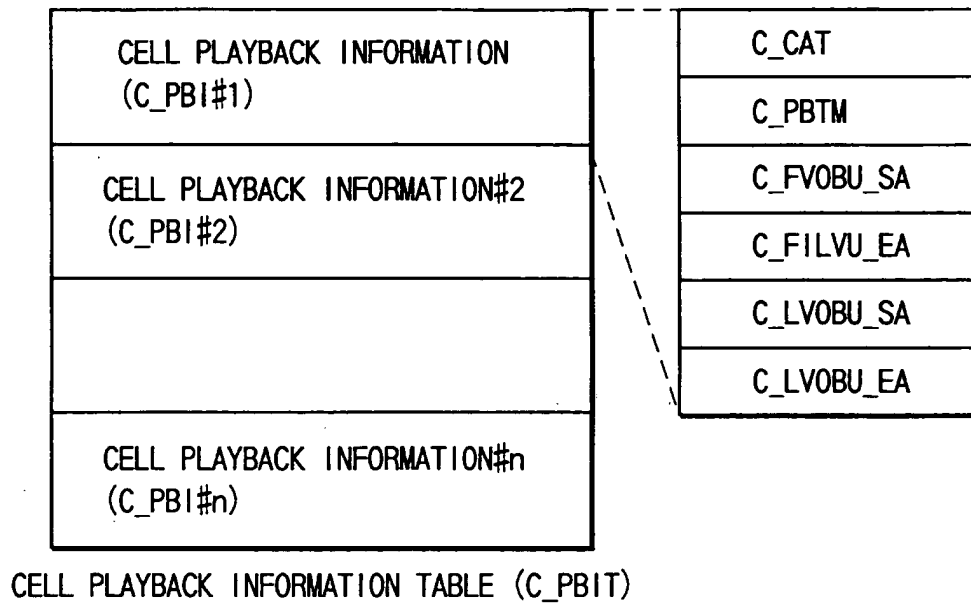 CELL PLAYBACK INFORMATION
(C_PBI#1)
CELL PLAYBACK INFORMATION#2
(C_PBI#2)
CELL PLAYBACK INFORMATION#n
(C_PBI#n)
C_CAT
C_PBTM
C_FVOBU_SA
C_FILVU_EA
C_LVOBU_SA
C_LVOBU_EA
CELL PLAYBACK INFORMATION TABLE (C_PBIT)